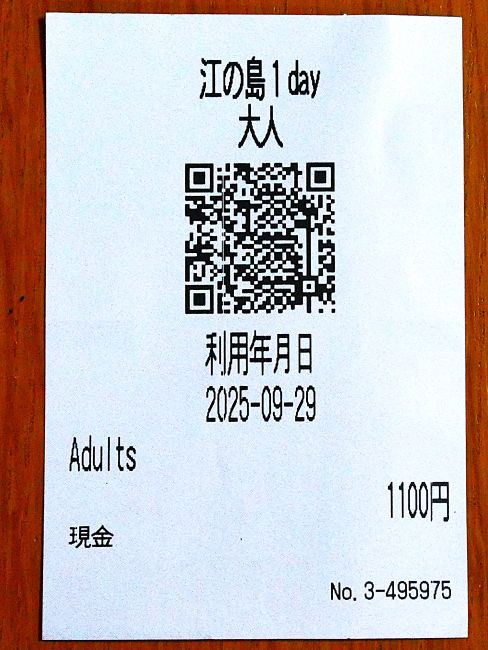 江の島1day
大人
利用年月日
2025-09-29
Adults
1100円
現金
No. 3-495975